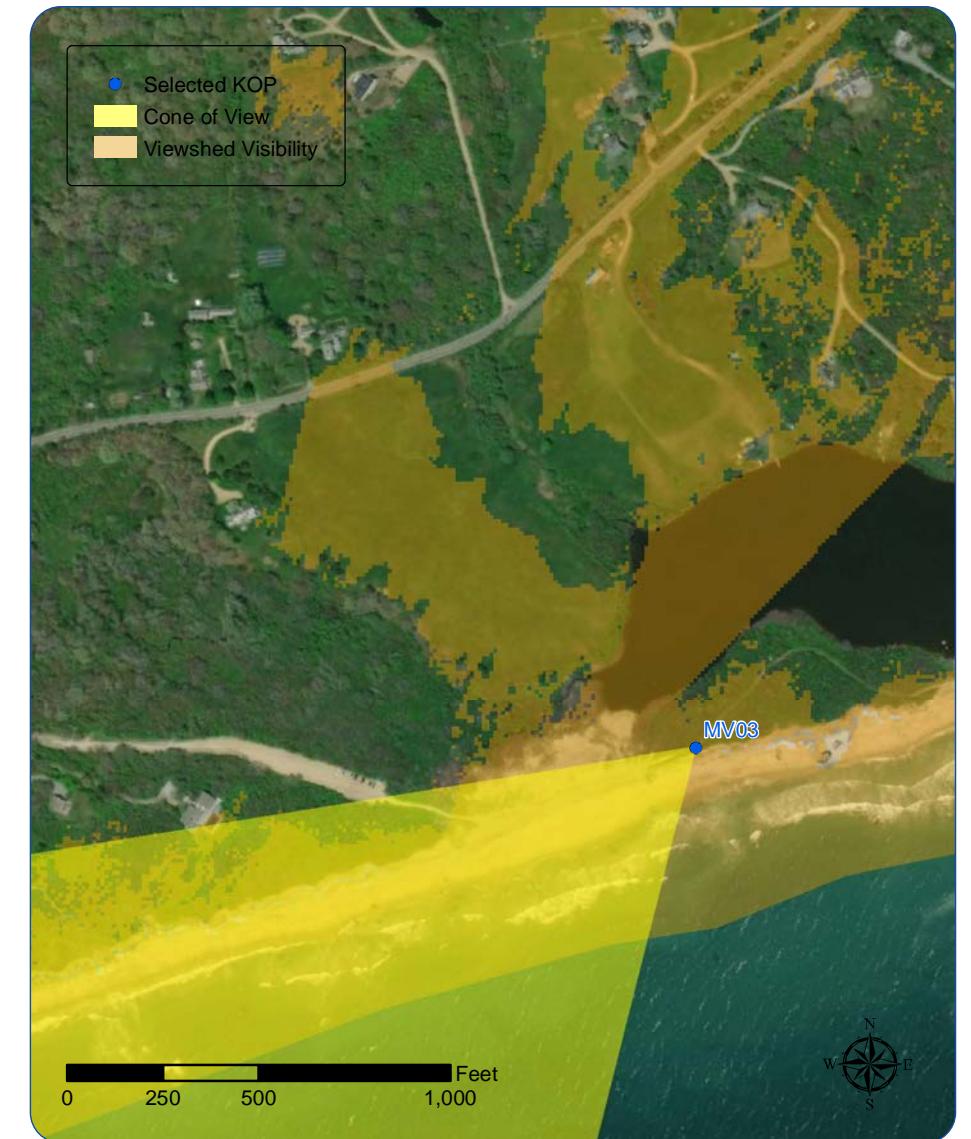 Selected KOP
Cone of View
Viewshed Visibility
MV03
N
W E
S
Feet
0 250 500 1,000